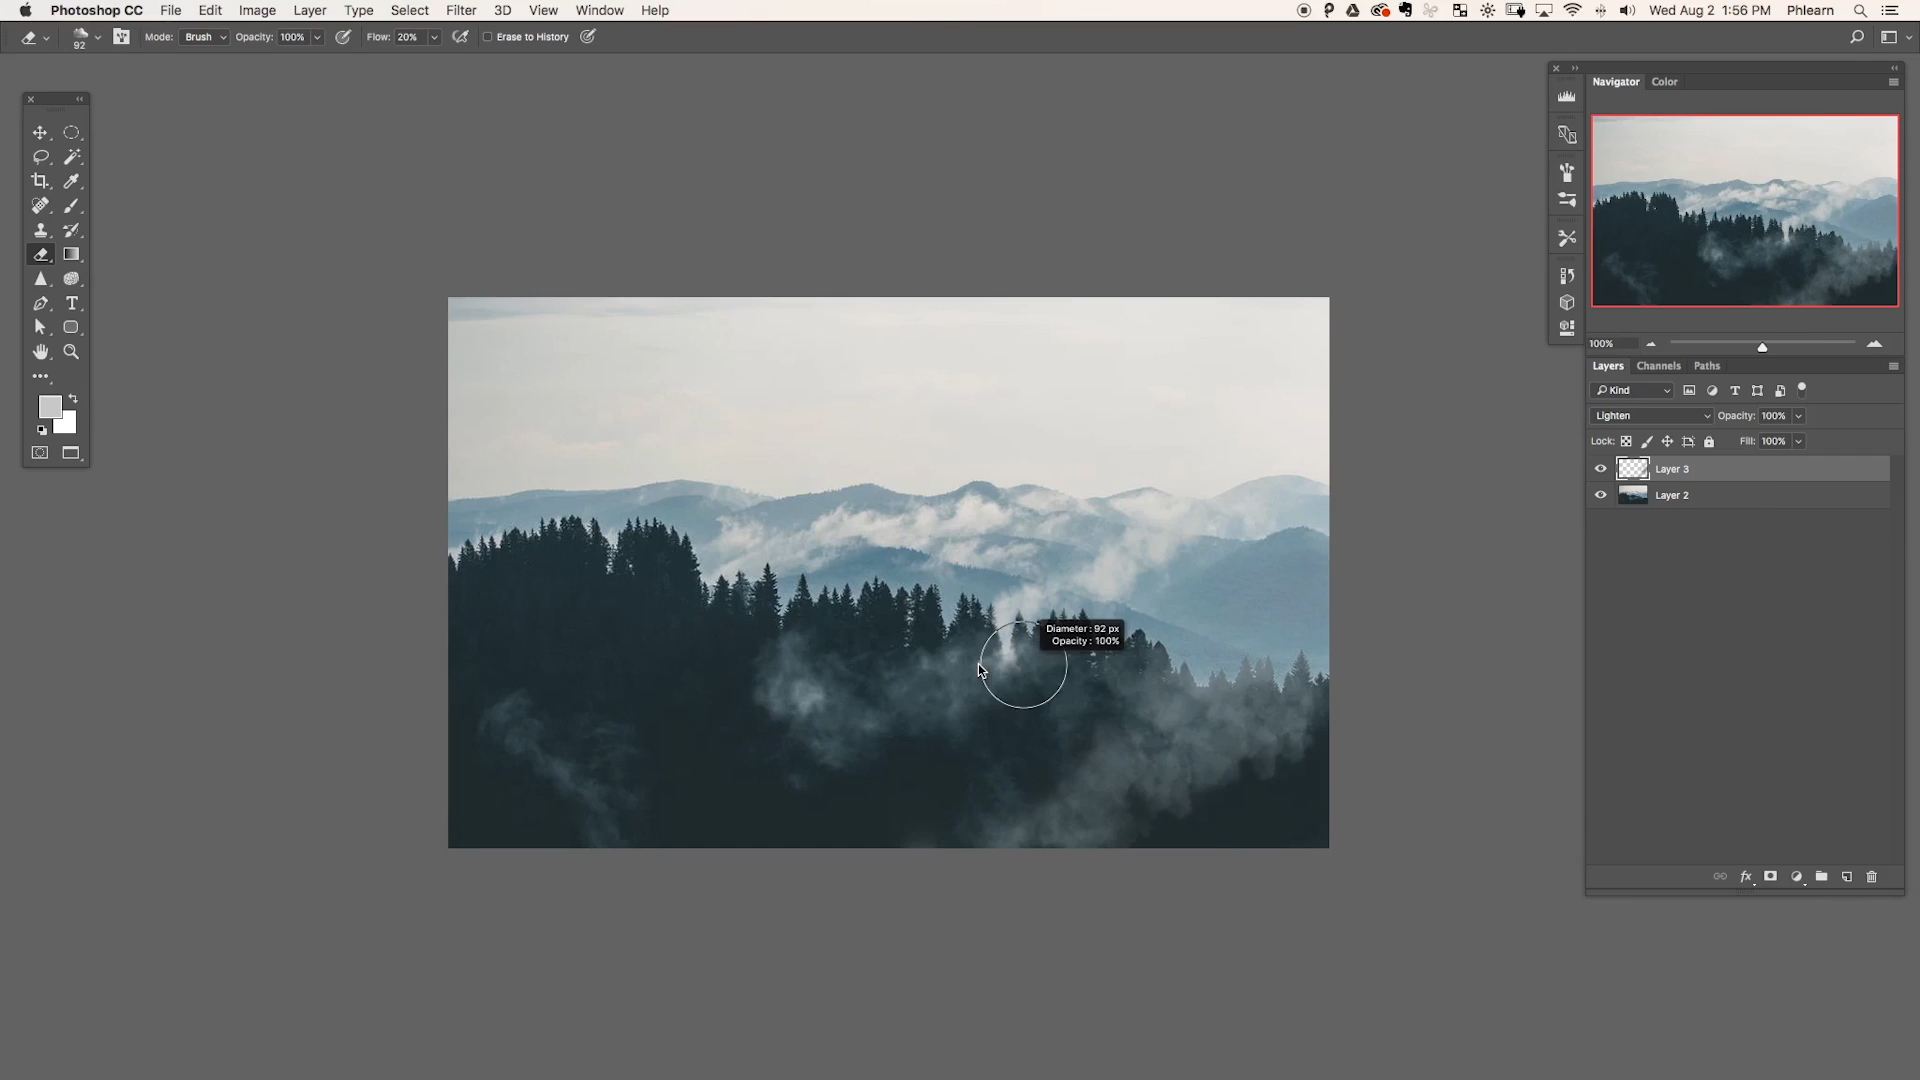 Photoshop CC File Edit Image Layer Type Select Filter 3D View Window Help Wed Aug 2 1:56 PM Phlearn
92 Mode: Brush Opacity: 100% Flow: 20% Erase to History
Navigator Color
100%
Layers Channels Paths
Kind
Lighten Opacity: 100%
Lock: Fill: 100%
Layer 3
Layer 2
Diameter : 92 px
Opacity : 100%
fx